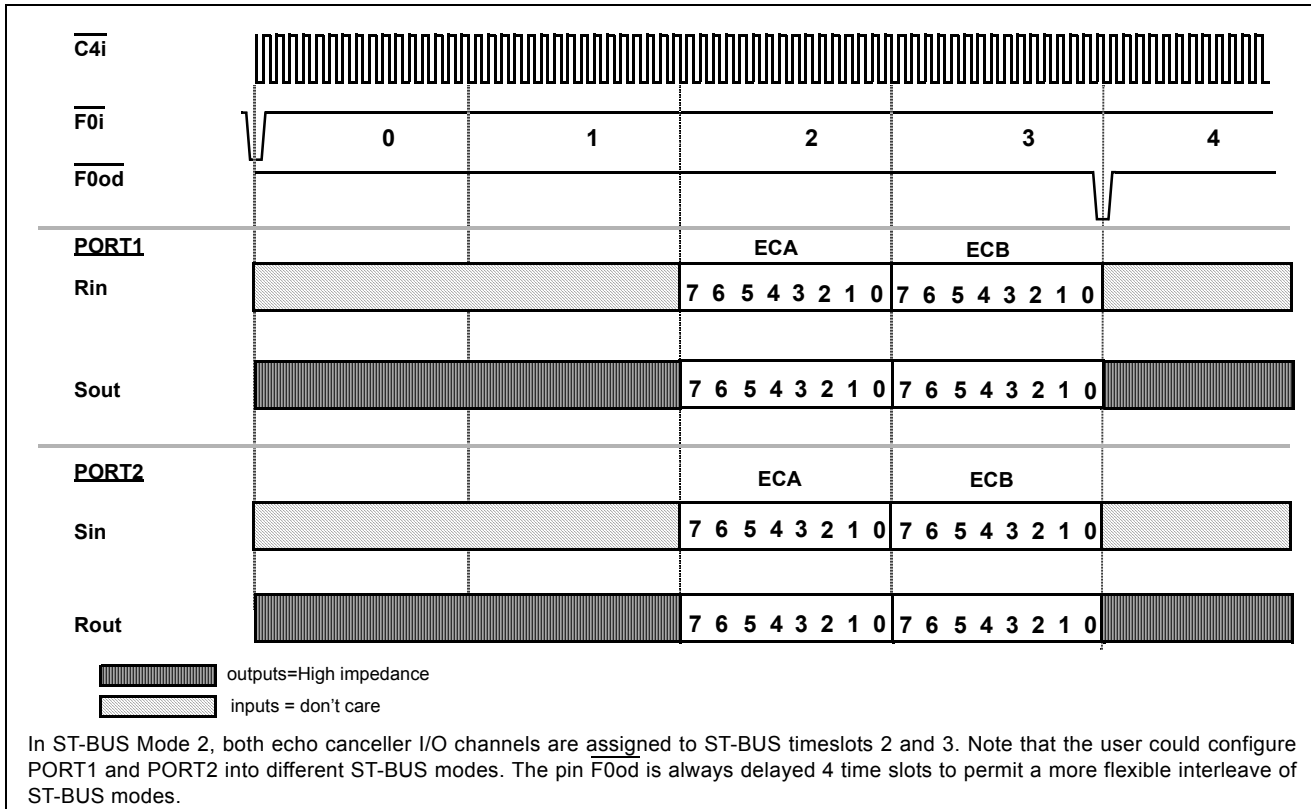 C4i
F0i
0 1 2 3 4
F0od
PORT1
ECA ECB
Rin
7 6 5 4 3 2 1 0 7 6 5 4 3 2 1 0
Sout
7 6 5 4 3 2 1 0 7 6 5 4 3 2 1 0
PORT2
ECA ECB
Sin
7 6 5 4 3 2 1 0 7 6 5 4 3 2 1 0
Rout
7 6 5 4 3 2 1 0 7 6 5 4 3 2 1 0
outputs=High impedance
inputs = don't care
In ST-BUS Mode 2, both echo canceller I/O channels are assigned to ST-BUS timeslots 2 and 3. Note that the user could configure
PORT1 and PORT2 into different ST-BUS modes. The pin F0od is always delayed 4 time slots to permit a more flexible interleave of
ST-BUS modes.